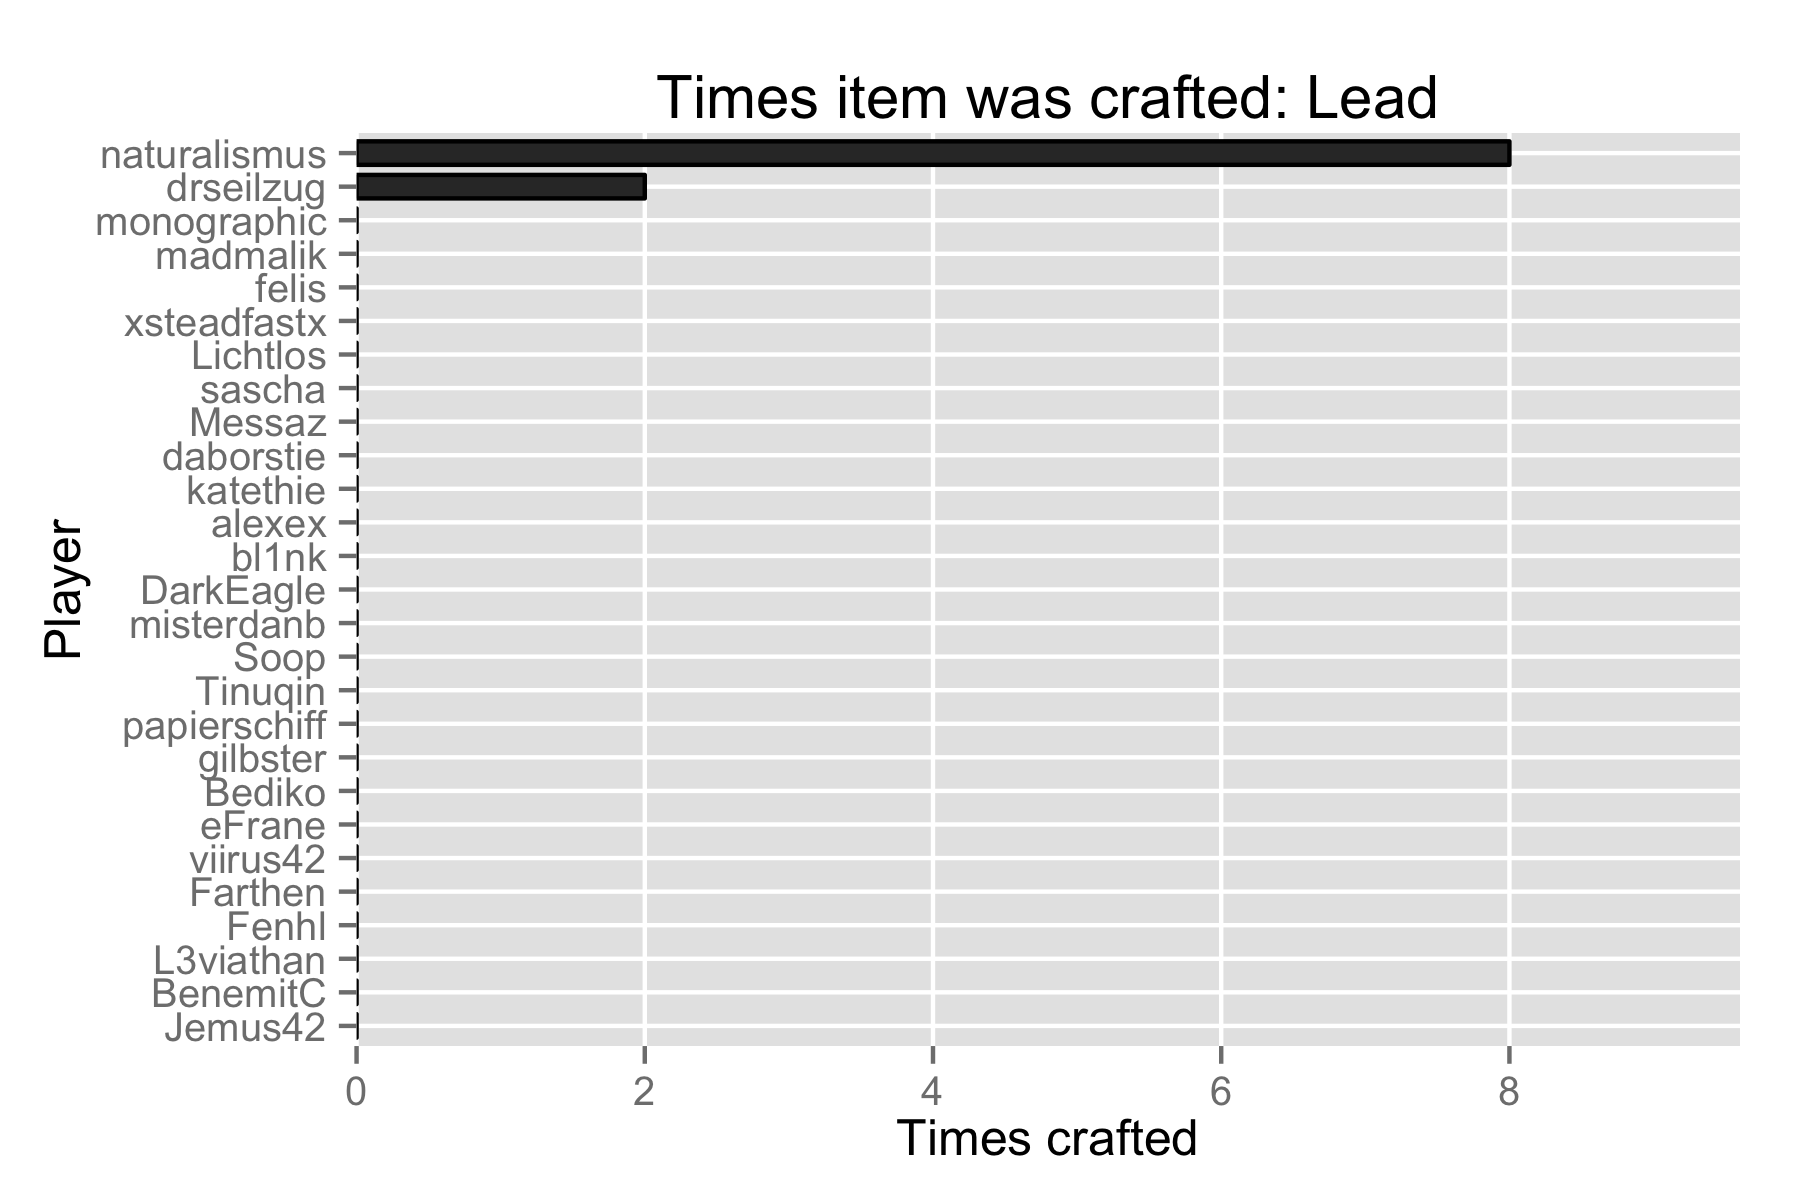 Times item was crafted: Lead
naturalismus
drseilzug
monographic
madmalik
felis
xsteadfastx
Lichtlos
sascha
Messaz
daborstie
katethie
alexex
bl1nk
DarkEagle
misterdanb
Soop
Tinuqin
papierschiff
gilbster
Bediko
eFrane
viirus42
Farthen
Fenhl
L3viathan
BenemitC
Jemus42
Player
0 2 4 6 8
Times crafted